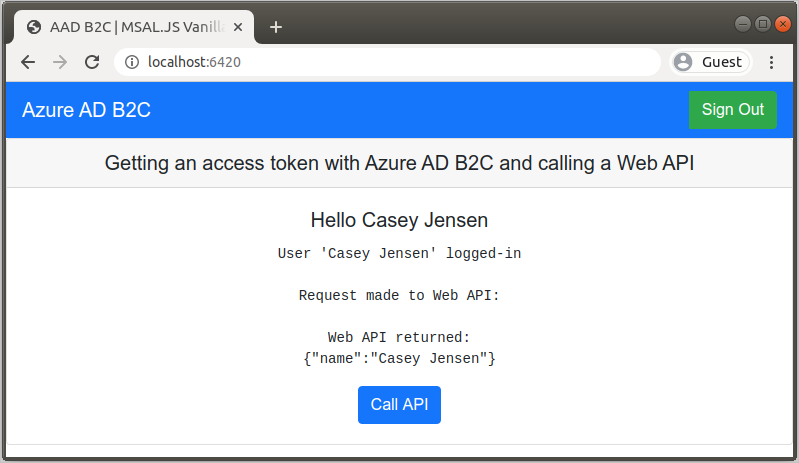 AAD B2C | MSAL.JS Vanill
localhost:6420
Guest
Azure AD B2C
Sign Out
Getting an access token with Azure AD B2C and calling a Web API
Hello Casey Jensen
User 'Casey Jensen' logged-in
Request made to Web API:
Web API returned:
{"name":"Casey Jensen"}
Call API